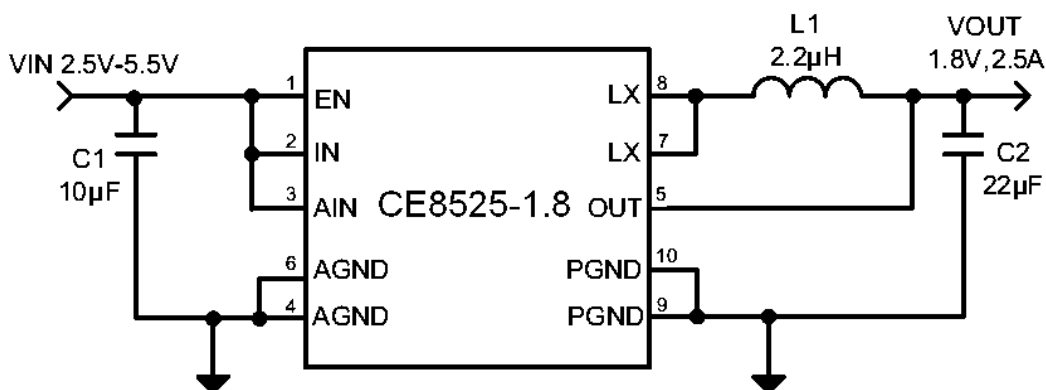 VIN 2.5V-5.5V
C1
10µF
1
EN
2
IN
3
AIN
6
AGND
4
AGND
CE8525-1.8
LX
8
LX
7
OUT
5
PGND
10
PGND
9
L1
2.2µH
VOUT
1.8V,2.5A
C2
22µF